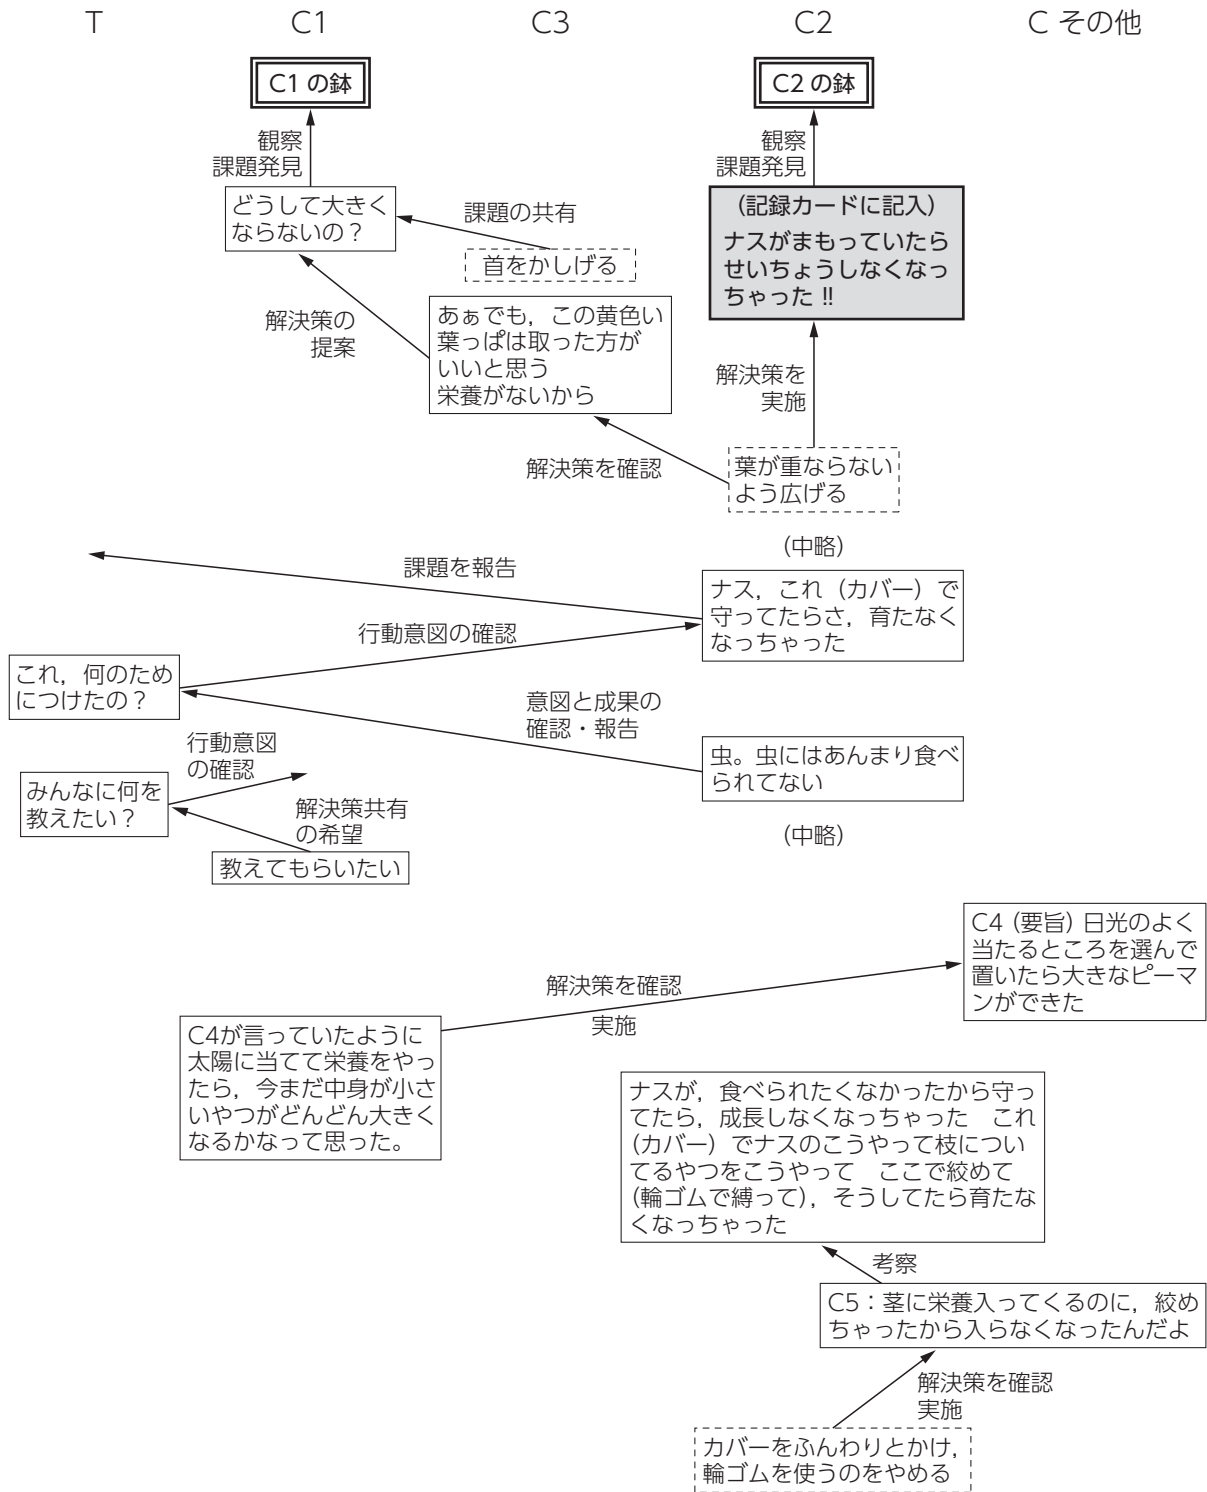 T
C1
C3
C2
C その他
C1 の鉢
C2 の鉢
観察
課題発見
観察
課題発見
どうして大きく
ならないの？
課題の共有
首をかしげる
（記録カードに記入）
ナスがまもっていたら
せいちょうしなくなっ
ちゃった !!
解決策の
提案
あぁでも，この黄色い
葉っぱは取った方が
いいと思う
栄養がないから
解決策を
実施
解決策を確認
葉が重ならない
よう広げる
（中略）
課題を報告
ナス，これ（カバー）で
守ってたらさ，育たなく
なっちゃった
行動意図の確認
これ，何のため
につけたの？
意図と成果の
確認・報告
虫。虫にはあんまり食べ
られてない
行動意図
の確認
みんなに何を
教えたい？
解決策共有
の希望
教えてもらいたい
（中略）
C4（要旨）日光のよく
当たるところを選んで
置いたら大きなピーマ
ンができた
解決策を確認
実施
C4が言っていたように
太陽に当てて栄養をやっ
たら，今まだ中身が小さ
いやつがどんどん大きく
なるかなって思った。
ナスが，食べられたくなかったから守っ
てたら，成長しなくなっちゃった　これ
（カバー）でナスのこうやって枝につい
てるやつをこうやって　ここで絞めて
（輪ゴムで縛って），そうしてたら育たな
くなっちゃった
考察
C5：茎に栄養入ってくるのに，絞め
ちゃったから入らなくなったんだよ
解決策を確認
実施
カバーをふんわりとかけ，
輪ゴムを使うのをやめる